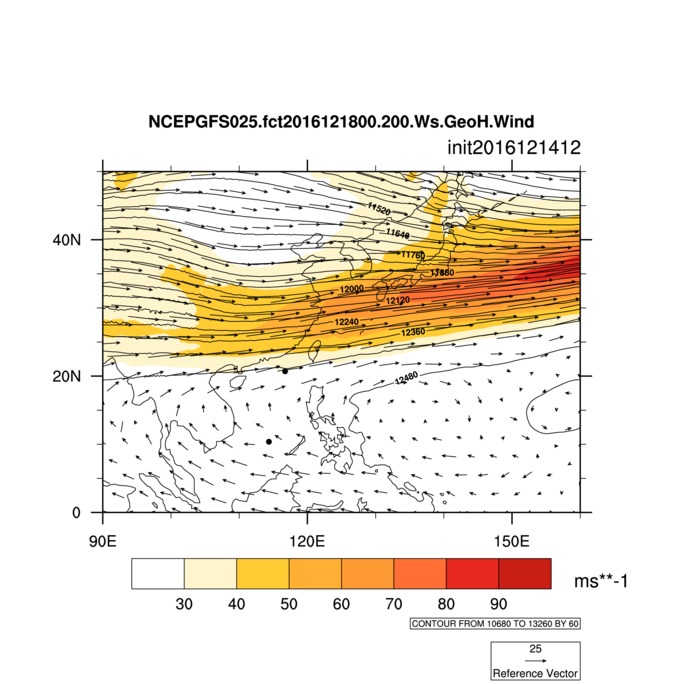 NCEPGFS025.fct2016121800.200.Ws.GeoH.Wind
init2016121412
11520
11640
40N
11760
11880
12000
12120
12240
12360
20N
12480
0
90E 120E 150E
30 40 50 60 70 80 90
ms**-1
CONTOUR FROM 10680 TO 13260 BY 60
25
Reference Vector